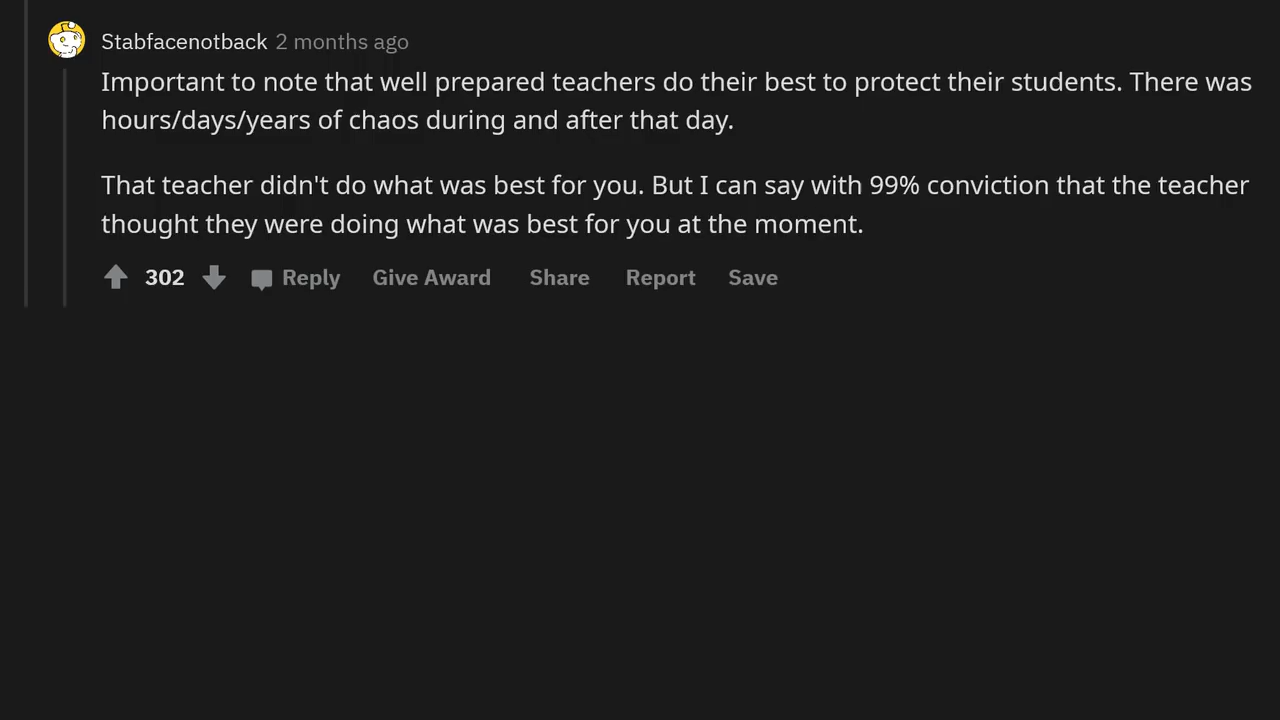 Stabfacenotback 2 months ago
Important to note that well prepared teachers do their best to protect their students. There was
hours/days/years of chaos during and after that day.
That teacher didn't do what was best for you. But I can say with 99% conviction that the teacher
thought they were doing what was best for you at the moment.
302 Reply Give Award Share Report Save